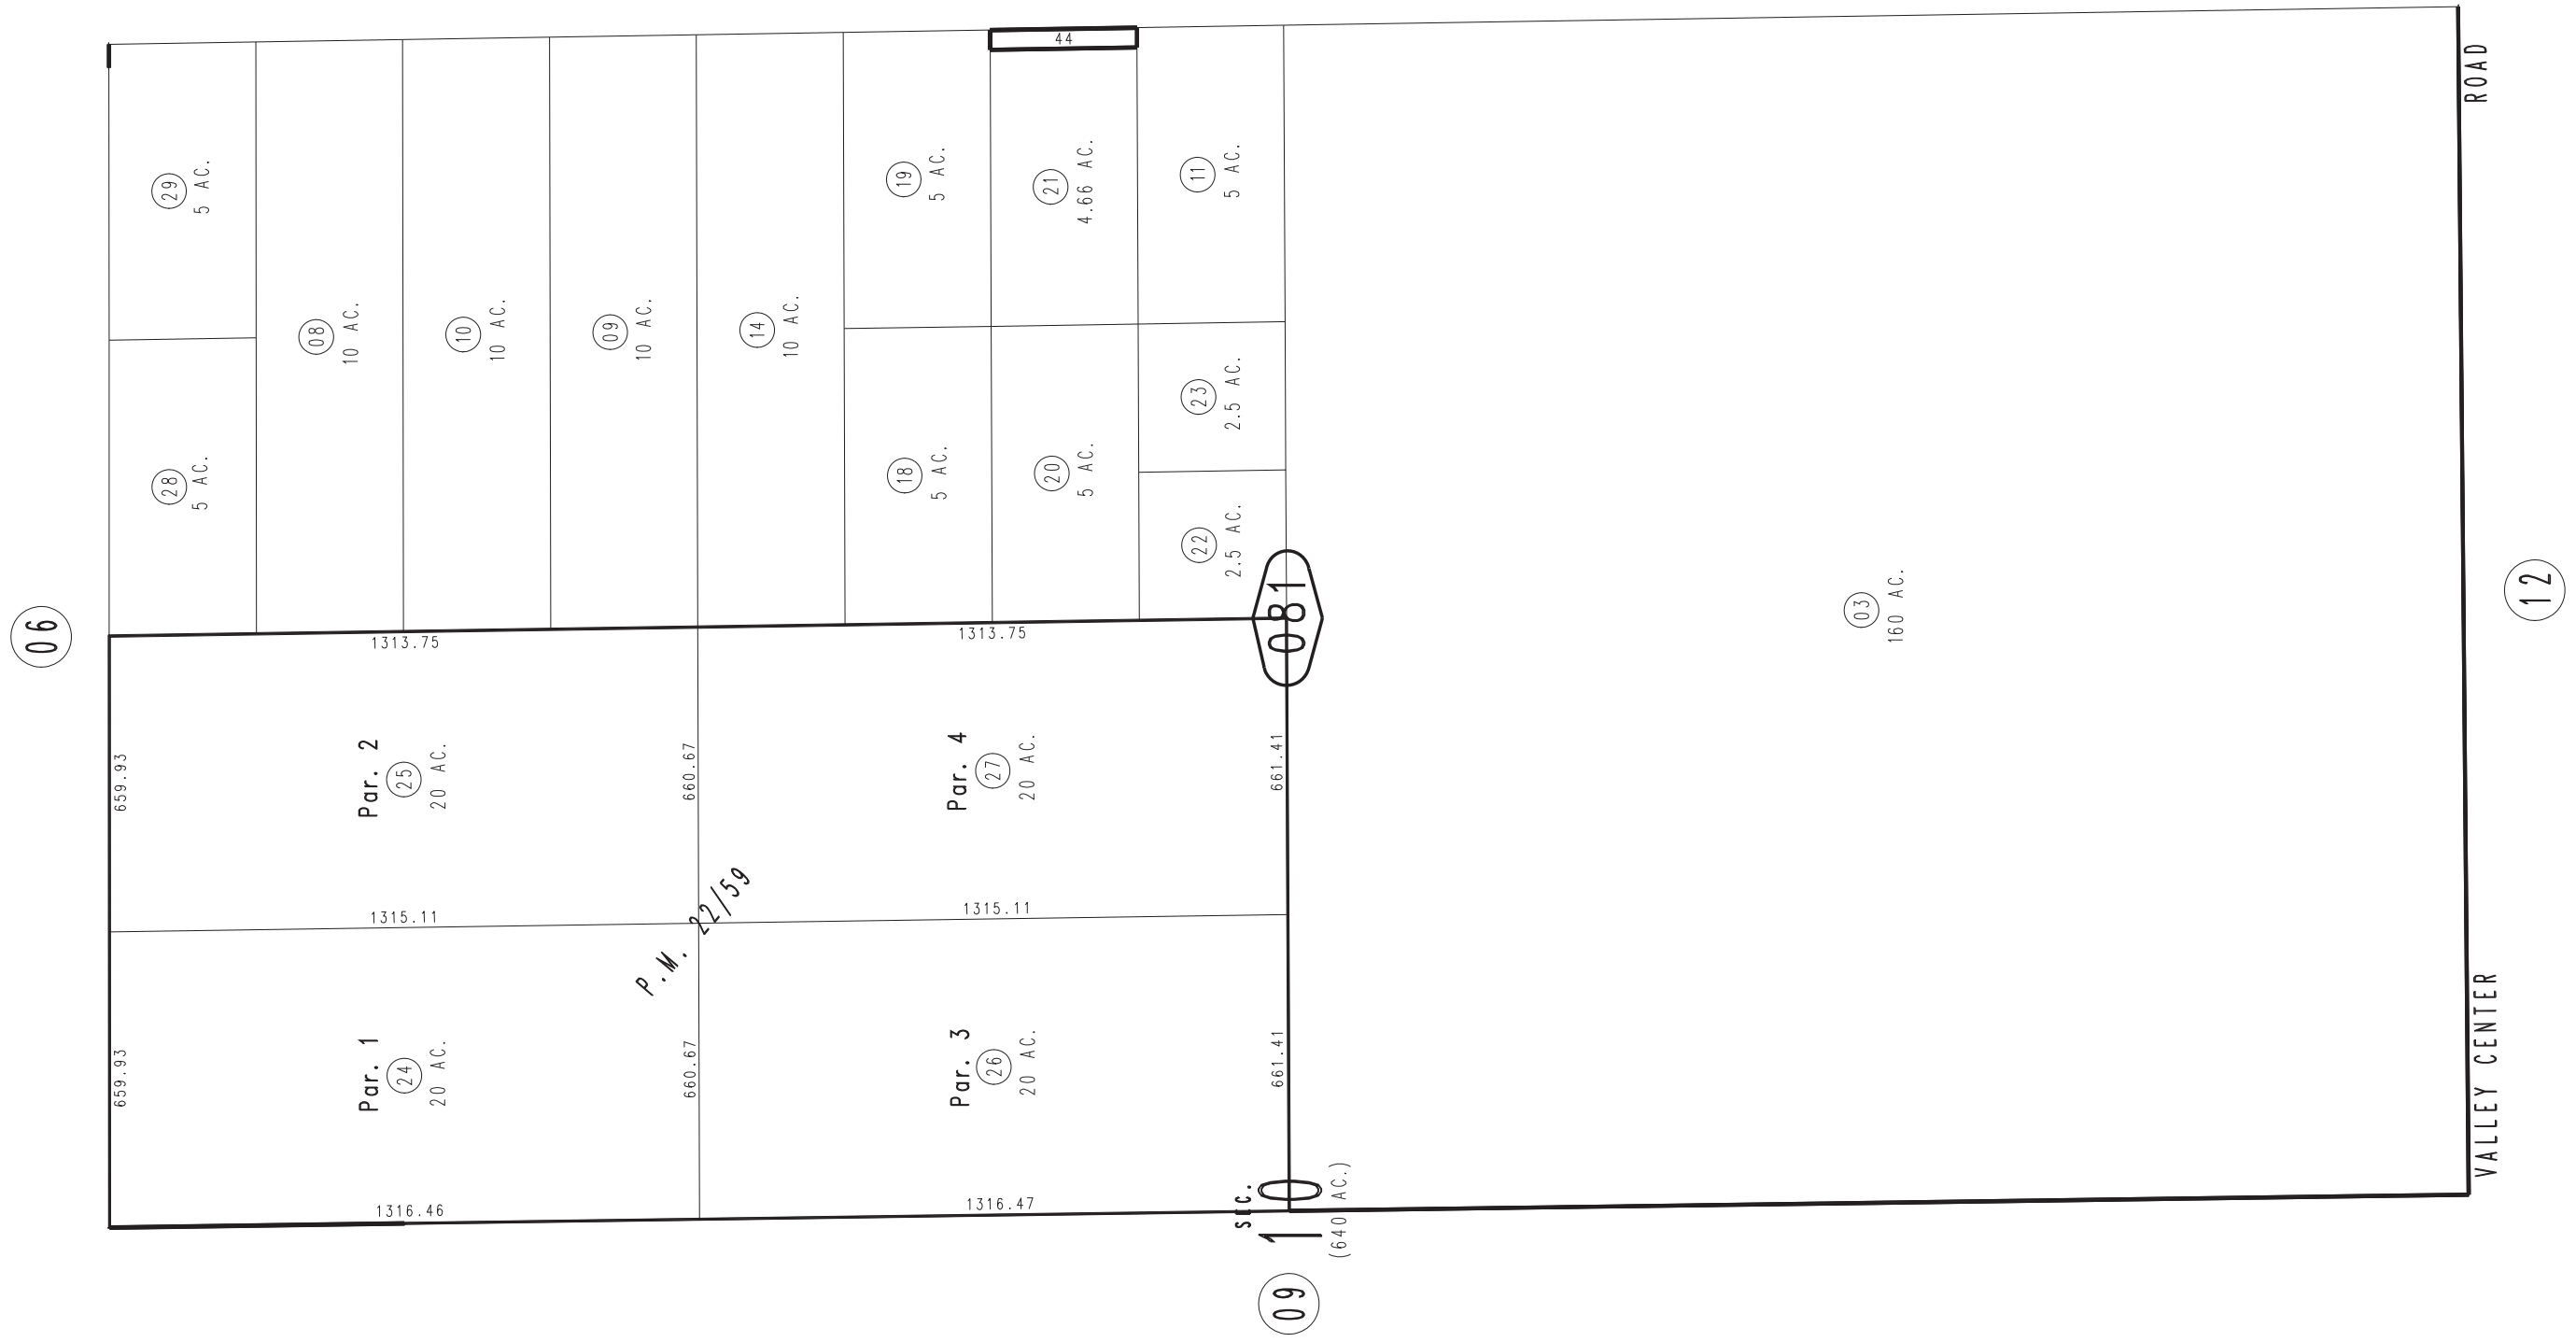 06
29
5 AC.
28
5 AC.
08
10 AC.
10
10 AC.
09
10 AC.
14
10 AC.
19
5 AC.
18
5 AC.
44
21
4.66 AC.
20
5 AC.
11
5 AC.
23
2.5 AC.
22
2.5 AC.
081
1313.75
1313.75
659.93
Par. 2
25
20 AC.
660.67
Par. 4
27
20 AC.
661.41
1315.11
1315.11
P.M. 22/59
659.93
Par. 1
24
20 AC.
660.67
Par. 3
26
20 AC.
661.41
1316.46
1316.47
SEC.
10
(640 AC.)
09
03
160 AC.
VALLEY CENTER ROAD
12